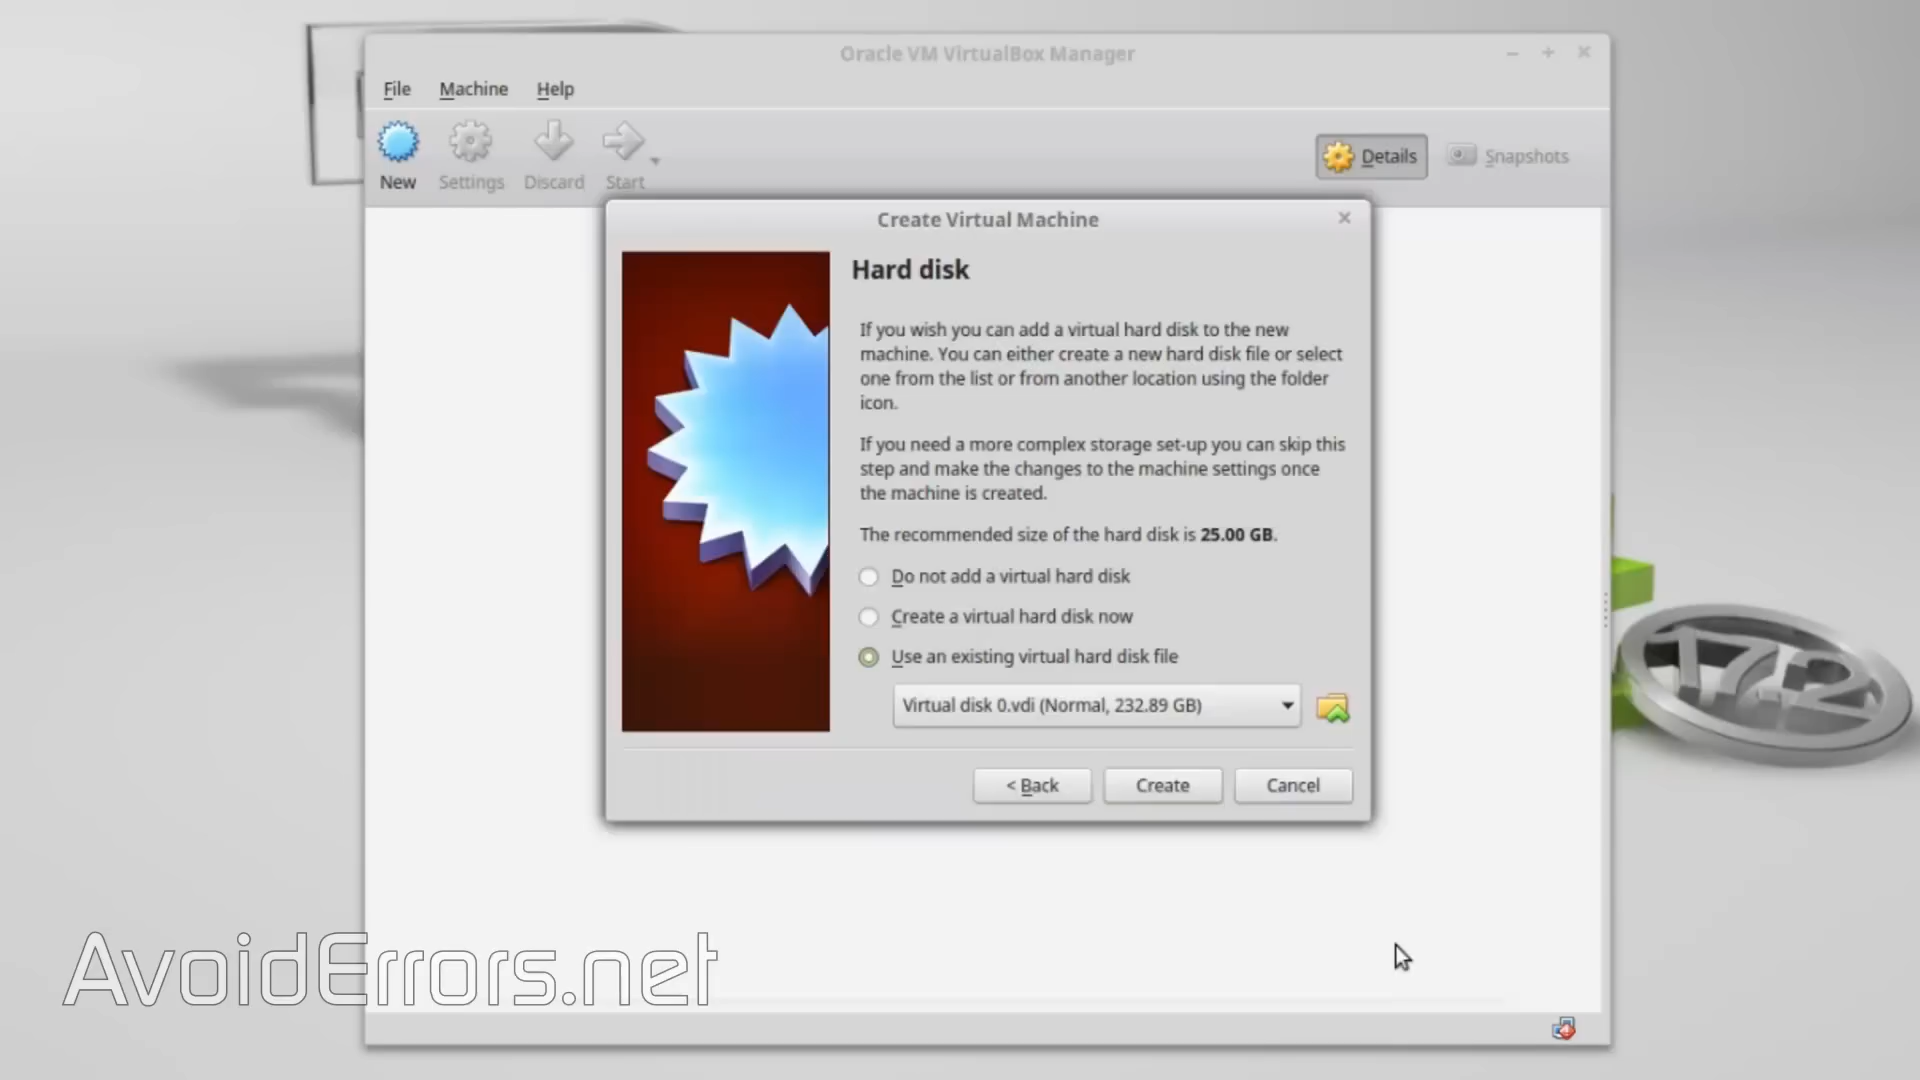 Oracle VM VirtualBox Manager
File Machine Help
New Settings Discard Start
Details Snapshots
Create Virtual Machine
Hard disk
If you wish you can add a virtual hard disk to the new
machine. You can either create a new hard disk file or select
one from the list or from another location using the folder
icon.
If you need a more complex storage set-up you can skip this
step and make the changes to the machine settings once
the machine is created.
The recommended size of the hard disk is 25.00 GB.
Do not add a virtual hard disk
Create a virtual hard disk now
Use an existing virtual hard disk file
Virtual disk 0.vdi (Normal, 232.89 GB)
< Back Create Cancel
17.2
AvoidErrors.net